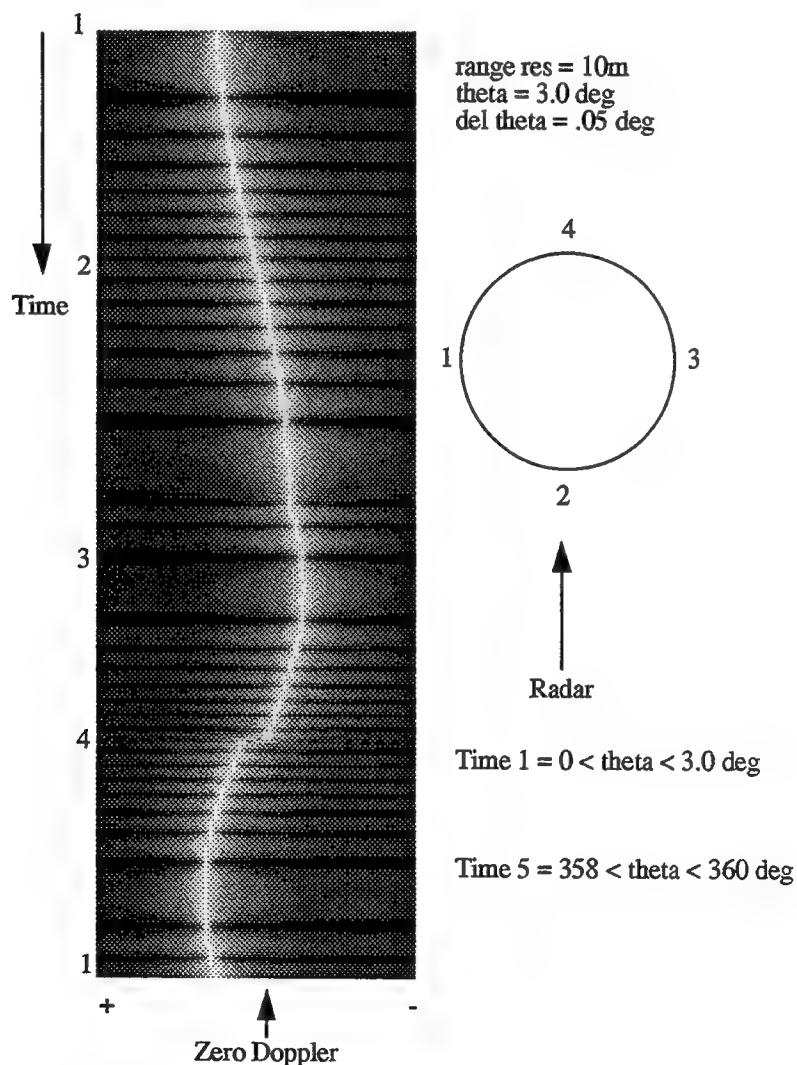 1
range res = 10m
theta = 3.0 deg
del theta = .05 deg
4
2
Time
1
3
2
3
Radar
4
Time 1 = 0 < theta < 3.0 deg
Time 5 = 358 < theta < 360 deg
1
+
-
Zero Doppler